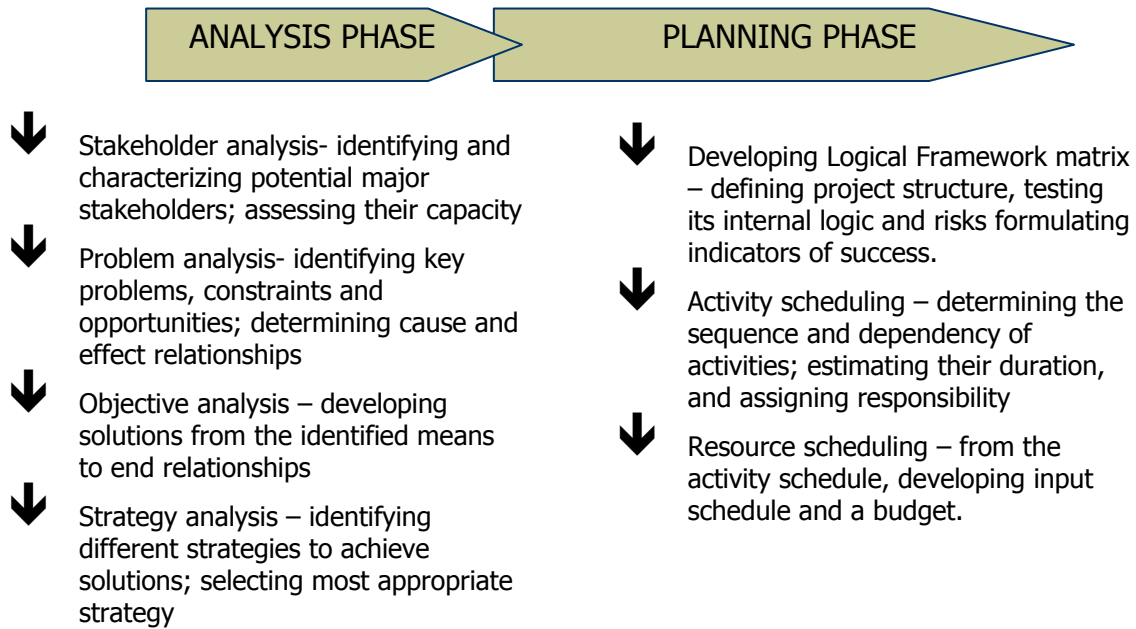 ANALYSIS PHASE
PLANNING PHASE
Stakeholder analysis- identifying and
characterizing potential major
stakeholders; assessing their capacity
Problem analysis- identifying key
problems, constraints and
opportunities; determining cause and
effect relationships
Objective analysis – developing
solutions from the identified means
to end relationships
Strategy analysis – identifying
different strategies to achieve
solutions; selecting most appropriate
strategy
Developing Logical Framework matrix
– defining project structure, testing
its internal logic and risks formulating
indicators of success.
Activity scheduling – determining the
sequence and dependency of
activities; estimating their duration,
and assigning responsibility
Resource scheduling – from the
activity schedule, developing input
schedule and a budget.